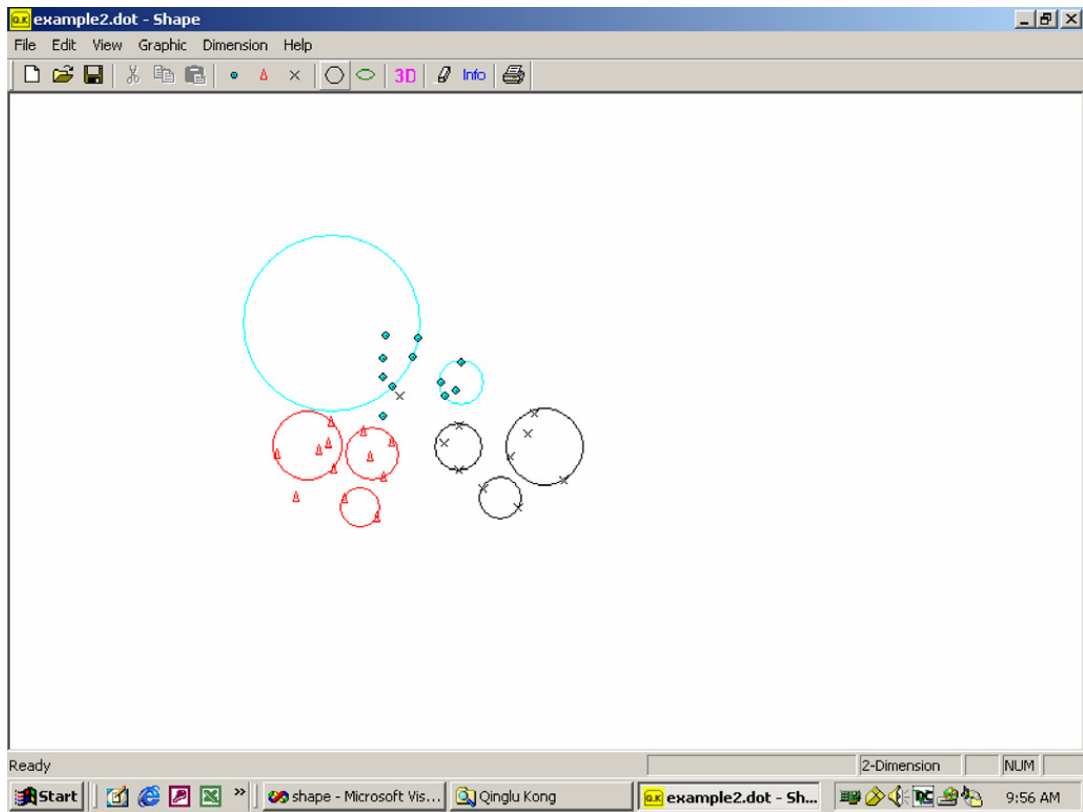 Q.K example2.dot - Shape
File Edit View Graphic Dimension Help
3D Info
Ready 2-Dimension NUM
Start » shape - Microsoft Vis... Qinglu Kong Q.K example2.dot - Sh... 9:56 AM